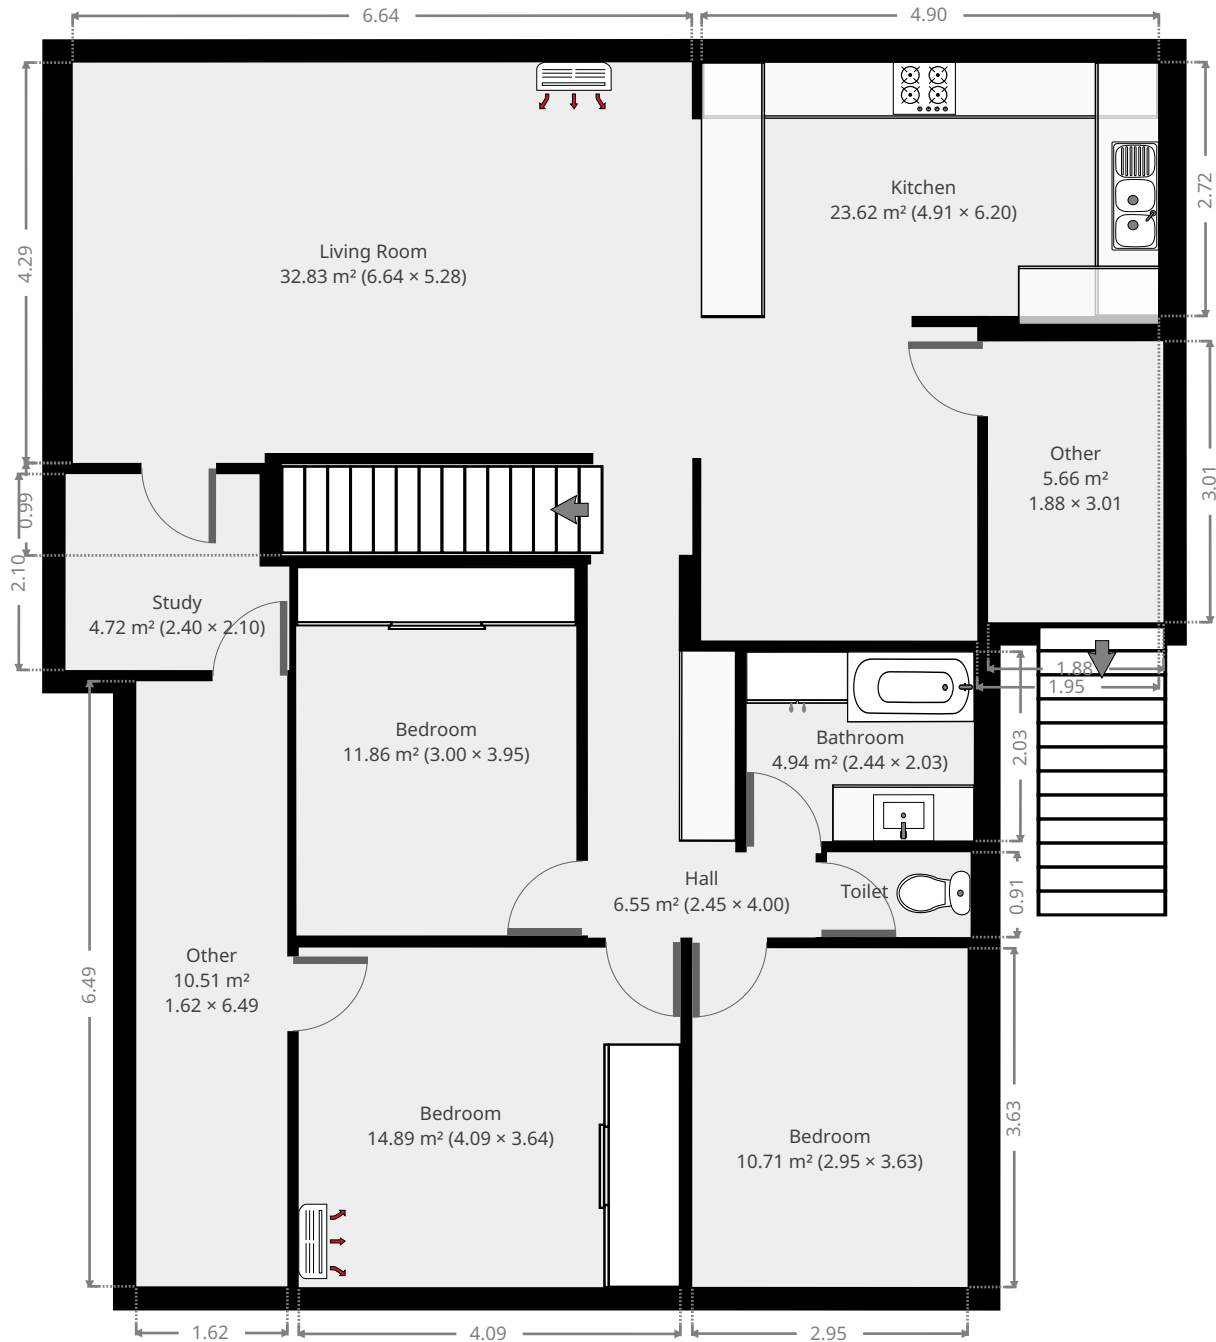 6.64
4.90
4.29
2.72
Kitchen
23.62 m² (4.91 × 6.20)
Living Room
32.83 m² (6.64 × 5.28)
Other
5.66 m²
1.88 × 3.01
3.01
0.99
2.10
Study
4.72 m² (2.40 × 2.10)
1.88
1.95
Bedroom
11.86 m² (3.00 × 3.95)
Bathroom
4.94 m² (2.44 × 2.03)
2.03
Hall
6.55 m² (2.45 × 4.00)
Toilet
0.91
Other
10.51 m²
1.62 × 6.49
6.49
Bedroom
14.89 m² (4.09 × 3.64)
Bedroom
10.71 m² (2.95 × 3.63)
3.63
1.62
4.09
2.95